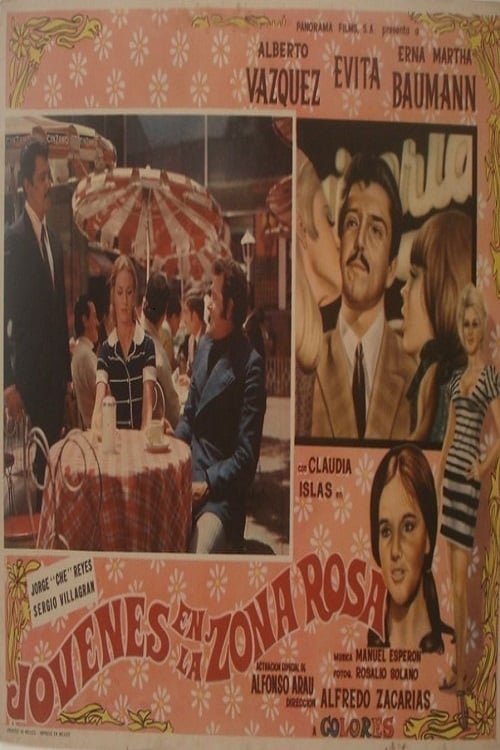 PANORAMA FILMS, S.A. presenta a
ALBERTO VAZQUEZ
EVITA
ERNA MARTHA BAUMANN
CINZANO
CINZANO
con CLAUDIA
ISLAS en
JORGE "CHE" REYES
SERGIO VILLAGRAN
JOVENES EN LA ZONA ROSA
ACTUACION ESPECIAL DE
ALFONSO ARAU
MUSICA MANUEL ESPERON
FOTOG. ROSALIO SOLANO
DIRECCION ALFREDO ZACARIAS
A COLORES